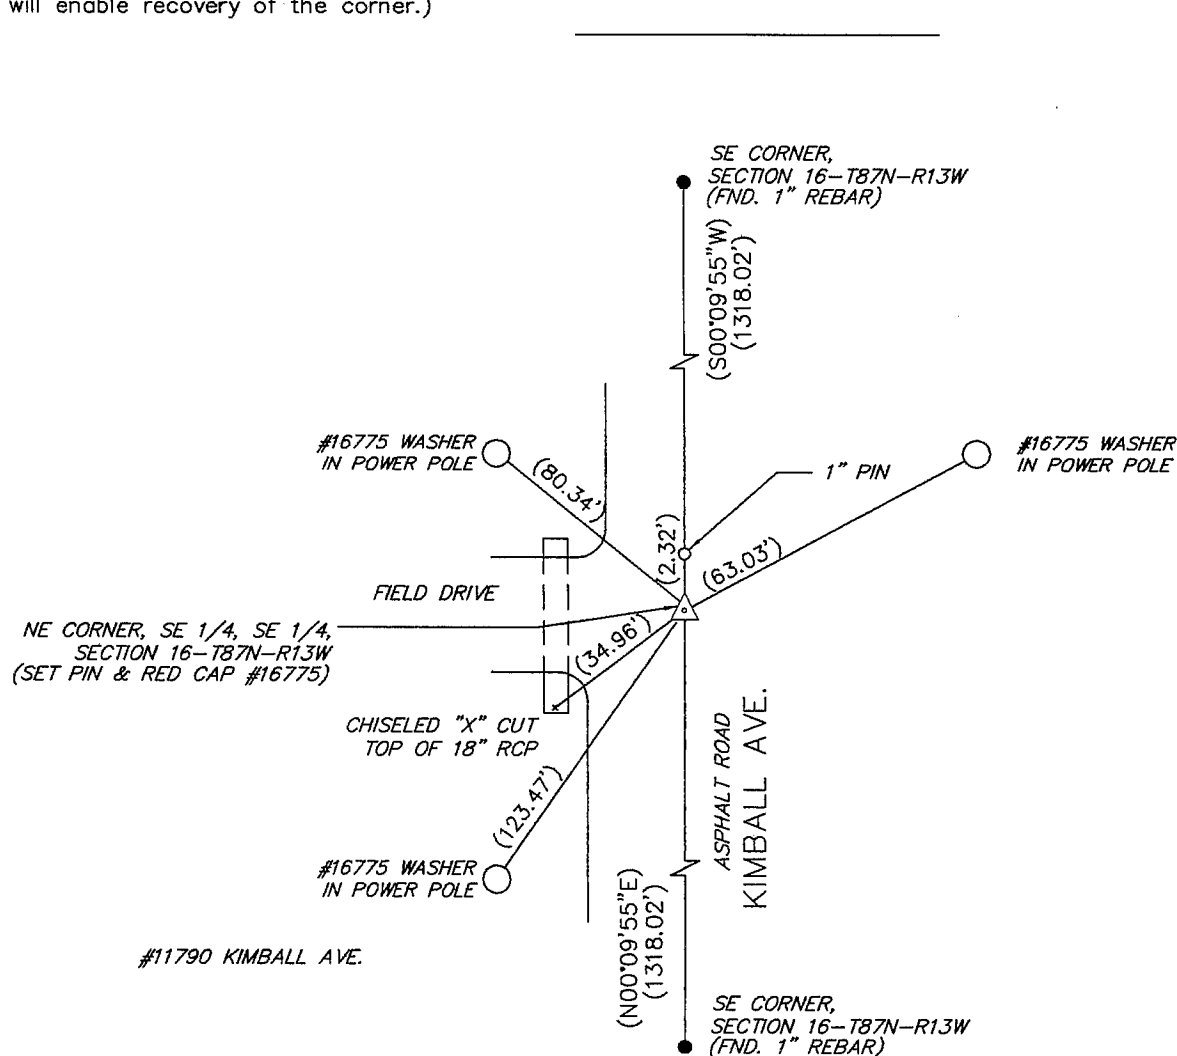 will enable recovery of the corner.)
SE CORNER,
SECTION 16-T87N-R13W
(FND. 1" REBAR)
(S00°09'55"W)
(1318.02')
#16775 WASHER
IN POWER POLE
(80.34')
1" PIN
#16775 WASHER
IN POWER POLE
(2.32')
(63.03')
FIELD DRIVE
NE CORNER, SE 1/4, SE 1/4,
SECTION 16-T87N-R13W
(SET PIN & RED CAP #16775)
(34.96')
CHISELED "X" CUT
TOP OF 18" RCP
ASPHALT ROAD
KIMBALL AVE.
(123.47')
#16775 WASHER
IN POWER POLE
(N00°09'55"E)
(1318.02')
#11790 KIMBALL AVE.
SE CORNER,
SECTION 16-T87N-R13W
(FND. 1" REBAR)